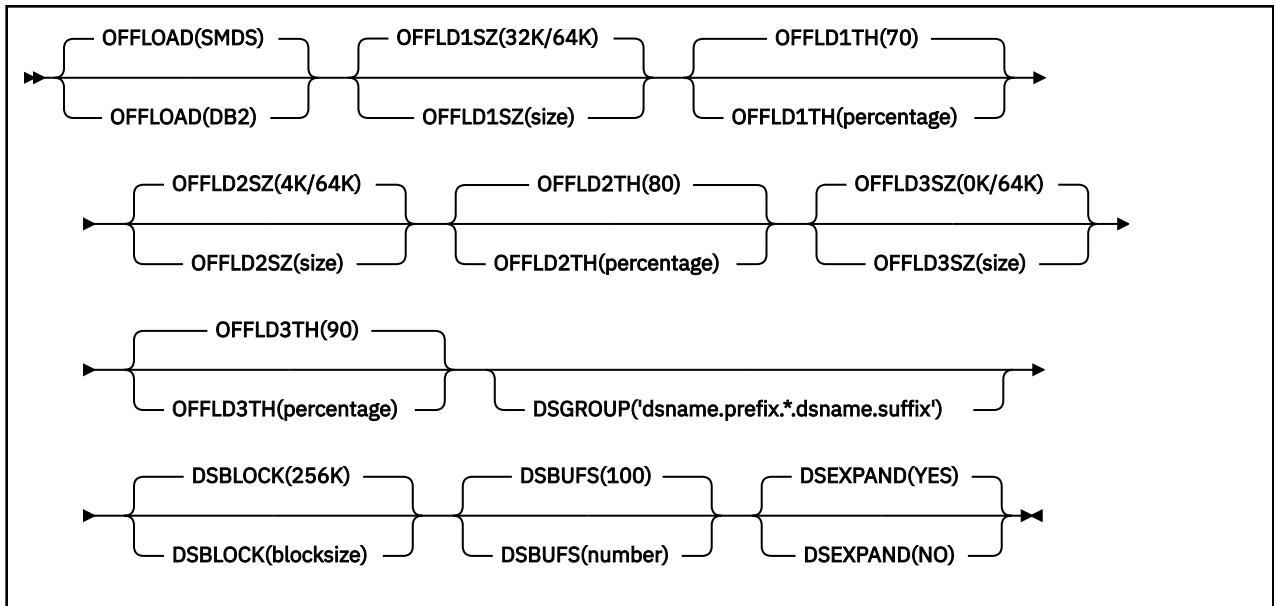 OFFLOAD(SMDS) OFFLD1SZ(32K/64K) OFFLD1TH(70)
OFFLOAD(DB2) OFFLD1SZ(size) OFFLD1TH(percentage)
OFFLD2SZ(4K/64K) OFFLD2TH(80) OFFLD3SZ(0K/64K)
OFFLD2SZ(size) OFFLD2TH(percentage) OFFLD3SZ(size)
OFFLD3TH(90)
OFFLD3TH(percentage) DSGROUP('dsname.prefix.*.dsname.suffix')
DSBLOCK(256K) DSBUFS(100) DSEXPAND(YES)
DSBLOCK(blocksize) DSBUFS(number) DSEXPAND(NO)